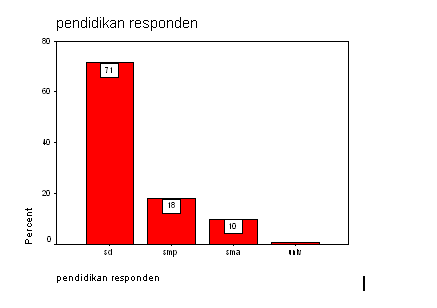 pendidikan responden
80
60
40
20
0
Percent
71
18
10
sd smp sma univ
pendidikan responden